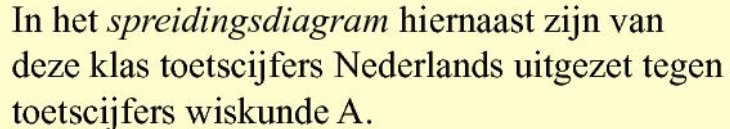 In het spreidingsdiagram hiernaast zijn van
deze klas toetscijfers Nederlands uitgezet tegen
toetscijfers wiskunde A.